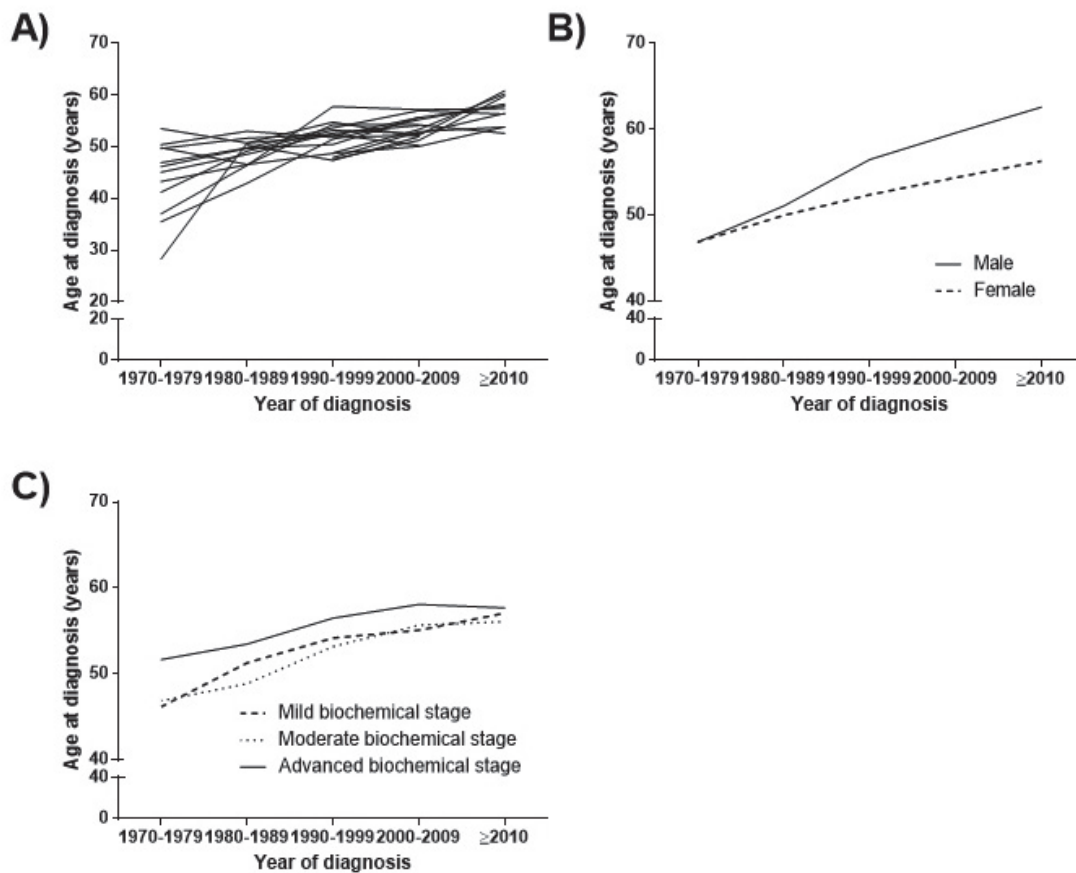 A)
Age at diagnosis (years)
70
60
50
40
30
20
20
0
1970-1979 1980-1989 1990-1999 2000-2009 ≥2010
Year of diagnosis
B)
Age at diagnosis (years)
70
60
50
40
40
0
Male
Female
1970-1979 1980-1989 1990-1999 2000-2009 ≥2010
Year of diagnosis
C)
Age at diagnosis (years)
70
60
50
40
40
0
Mild biochemical stage
Moderate biochemical stage
Advanced biochemical stage
1970-1979 1980-1989 1990-1999 2000-2009 ≥2010
Year of diagnosis